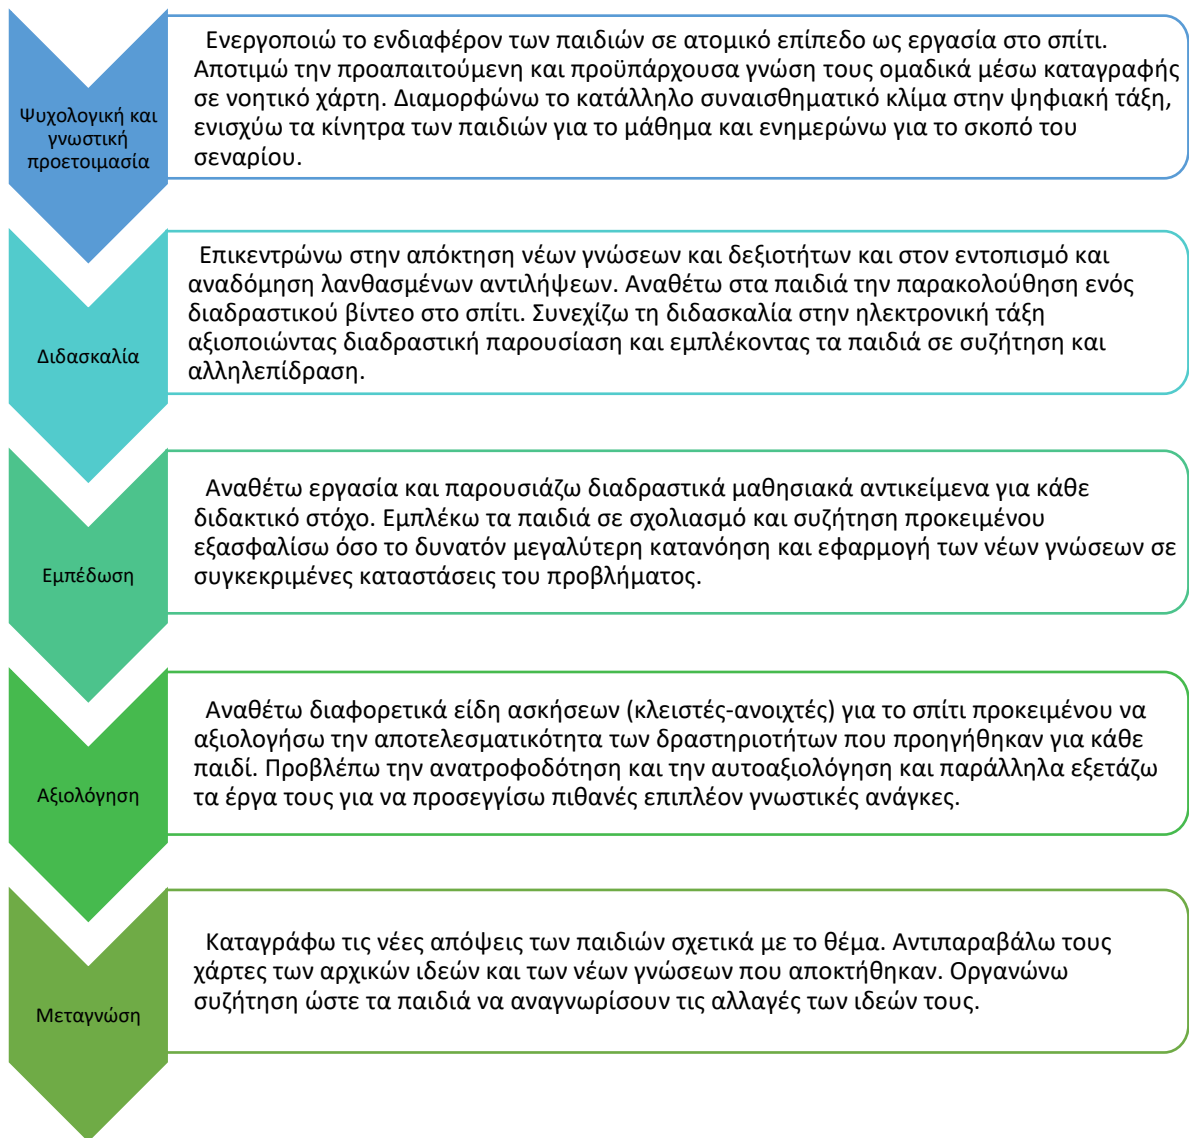 Ψυχολογική και
γνωστική
προετοιμασία
Ενεργοποιώ το ενδιαφέρον των παιδιών σε ατομικό επίπεδο ως εργασία στο σπίτι.
Αποτιμώ την προαπαιτούμενη και προϋπάρχουσα γνώση τους ομαδικά μέσω καταγραφής
σε νοητικό χάρτη. Διαμορφώνω το κατάλληλο συναισθηματικό κλίμα στην ψηφιακή τάξη,
ενισχύω τα κίνητρα των παιδιών για το μάθημα και ενημερώνω για το σκοπό του
σεναρίου.
Διδασκαλία
Επικεντρώνω στην απόκτηση νέων γνώσεων και δεξιοτήτων και στον εντοπισμό και
αναδόμηση λανθασμένων αντιλήψεων. Αναθέτω στα παιδιά την παρακολούθηση ενός
διαδραστικού βίντεο στο σπίτι. Συνεχίζω τη διδασκαλία στην ηλεκτρονική τάξη
αξιοποιώντας διαδραστική παρουσίαση και εμπλέκοντας τα παιδιά σε συζήτηση και
αλληλεπίδραση.
Εμπέδωση
Αναθέτω εργασία και παρουσιάζω διαδραστικά μαθησιακά αντικείμενα για κάθε
διδακτικό στόχο. Εμπλέκω τα παιδιά σε σχολιασμό και συζήτηση προκειμένου
εξασφαλίσω όσο το δυνατόν μεγαλύτερη κατανόηση και εφαρμογή των νέων γνώσεων σε
συγκεκριμένες καταστάσεις του προβλήματος.
Αξιολόγηση
Αναθέτω διαφορετικά είδη ασκήσεων (κλειστές-ανοιχτές) για το σπίτι προκειμένου να
αξιολογήσω την αποτελεσματικότητα των δραστηριοτήτων που προηγήθηκαν για κάθε
παιδί. Προβλέπω την ανατροφοδότηση και την αυτοαξιολόγηση και παράλληλα εξετάζω
τα έργα τους για να προσεγγίσω πιθανές επιπλέον γνωστικές ανάγκες.
Μεταγνώση
Καταγράφω τις νέες απόψεις των παιδιών σχετικά με το θέμα. Αντιπαραβάλω τους
χάρτες των αρχικών ιδεών και των νέων γνώσεων που αποκτήθηκαν. Οργανώνω
συζήτηση ώστε τα παιδιά να αναγνωρίσουν τις αλλαγές των ιδεών τους.